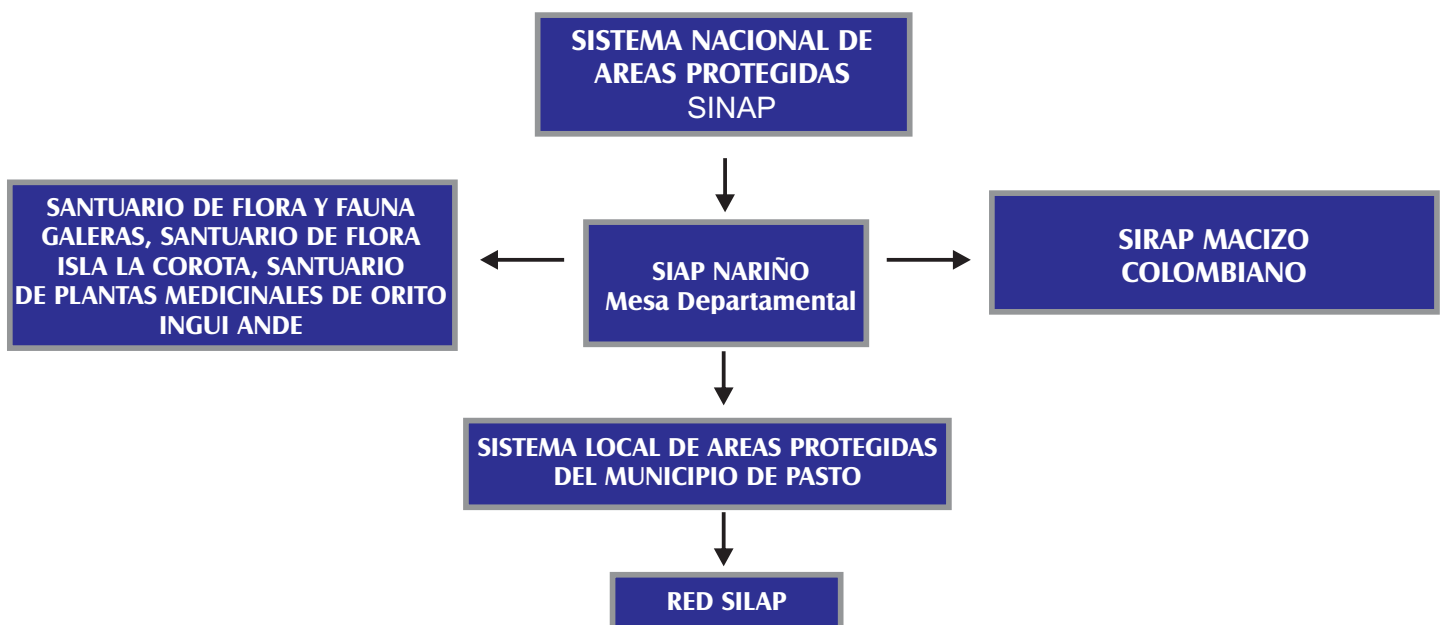 SISTEMA NACIONAL DE
AREAS PROTEGIDAS
SINAP
SANTUARIO DE FLORA Y FAUNA
GALERAS, SANTUARIO DE FLORA
ISLA LA COROTA, SANTUARIO
DE PLANTAS MEDICINALES DE ORITO
INGUI ANDE
SIAP NARIÑO
Mesa Departamental
SIRAP MACIZO
COLOMBIANO
SISTEMA LOCAL DE AREAS PROTEGIDAS
DEL MUNICIPIO DE PASTO
RED SILAP